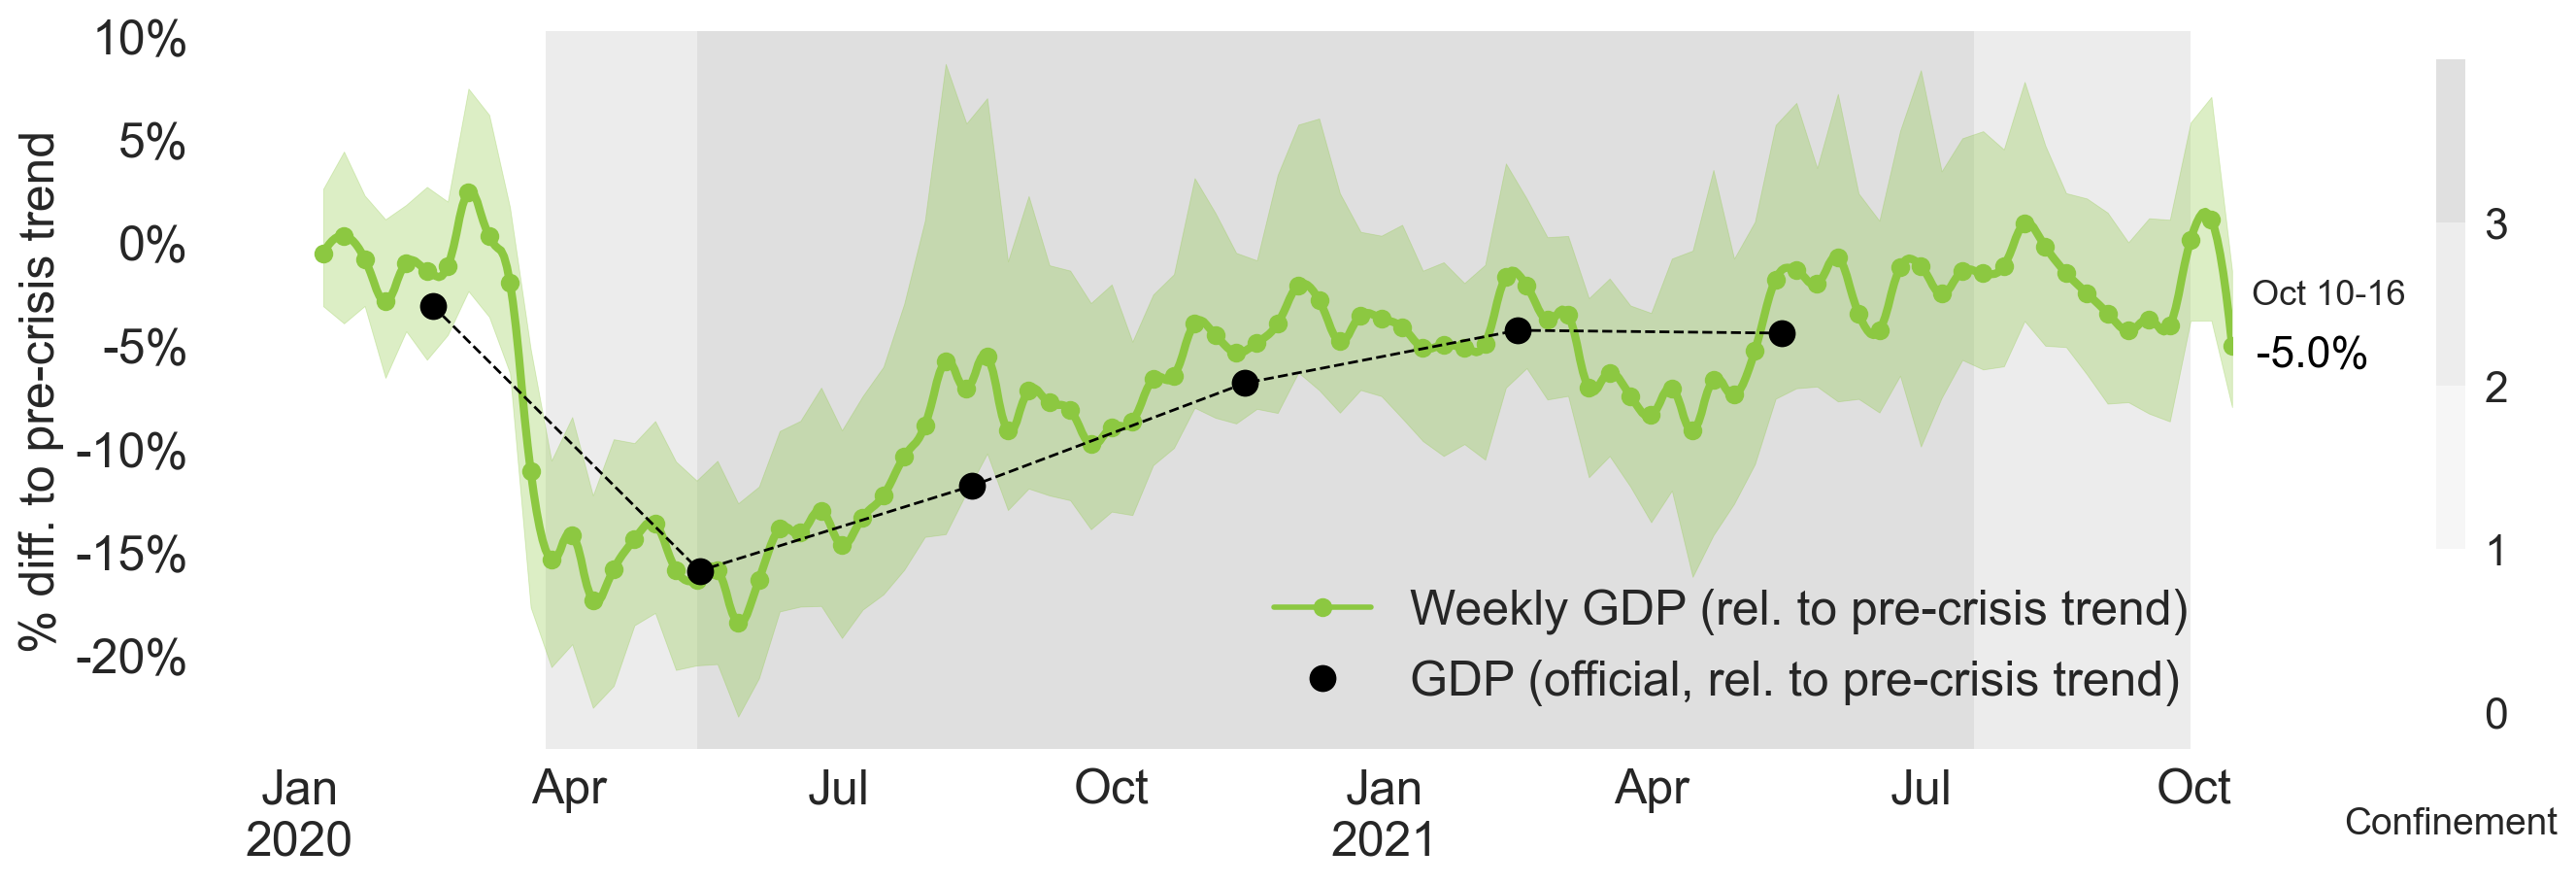 % diff. to pre-crisis trend
10%
5%
0%
-5%
-10%
-15%
-20%
Jan
2020
Apr
Jul
Oct
Jan
2021
Apr
Jul
Oct
Weekly GDP (rel. to pre-crisis trend)
GDP (official, rel. to pre-crisis trend)
Oct 10-16
-5.0%
3
2
1
0
Confinement